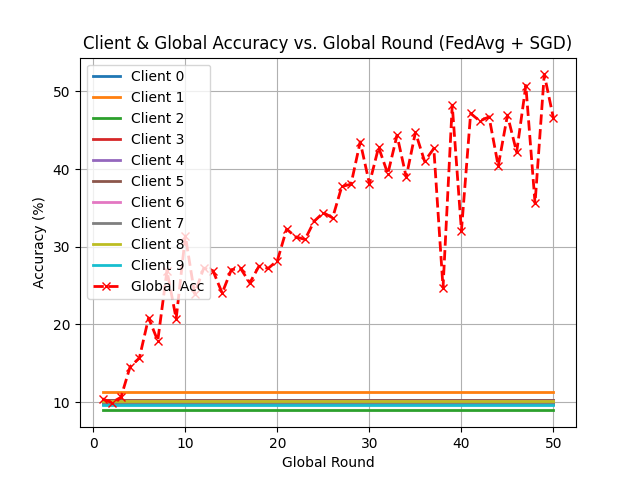 Client & Global Accuracy vs. Global Round (FedAvg + SGD)
Accuracy (%)
50
40
30
20
10
Client 0
Client 1
Client 2
Client 3
Client 4
Client 5
Client 6
Client 7
Client 8
Client 9
Global Acc
0 10 20 30 40 50
Global Round